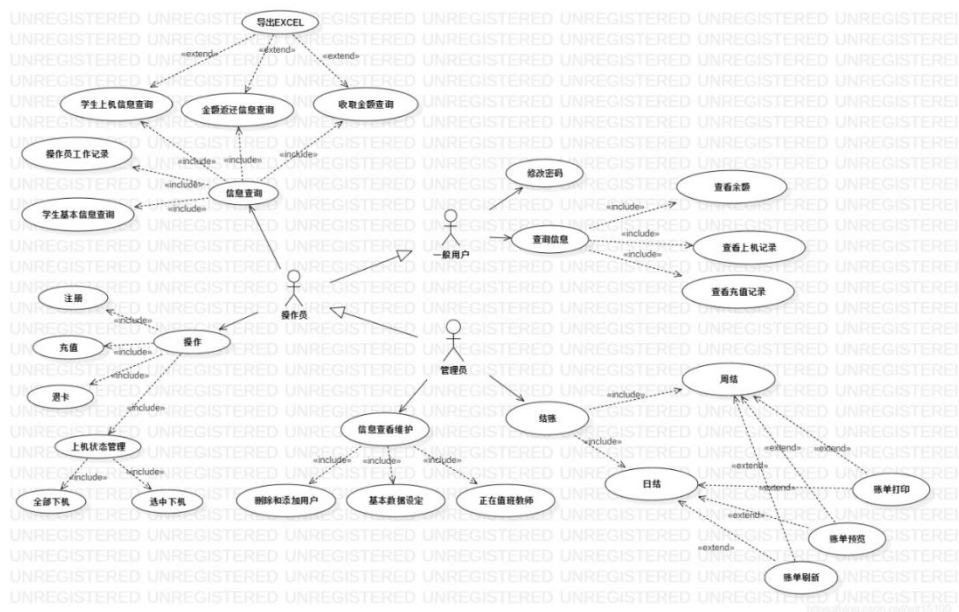 导出EXCEL
«extend»
«extend»
«extend»
学生上机信息查询
金额返还信息查询
收取金额查询
操作员工作记录
«include»
«include»
«include»
«include»
信息查询
学生基本信息查询
«include»
修改密码
查看余额
«include»
一般用户
查询信息
«include»
查看上机记录
«include»
查看充值记录
操作员
注册
«include»
操作
充值
«include»
«include»
退卡
«include»
上机状态管理
«include»
«include»
全部下机
选中下机
管理员
信息查看维护
«include»
«include»
«include»
删除和添加用户
基本数据设定
正在值班教师
结账
«include»
周结
«include»
«extend»
«extend»
«extend»
日结
«extend»
账单打印
«extend»
账单预览
«extend»
账单刷新
UNREGISTERED UNREGISTERED UNREGISTERED UNREGISTERED UNREGISTERED UNREGISTERED UNREGISTERED